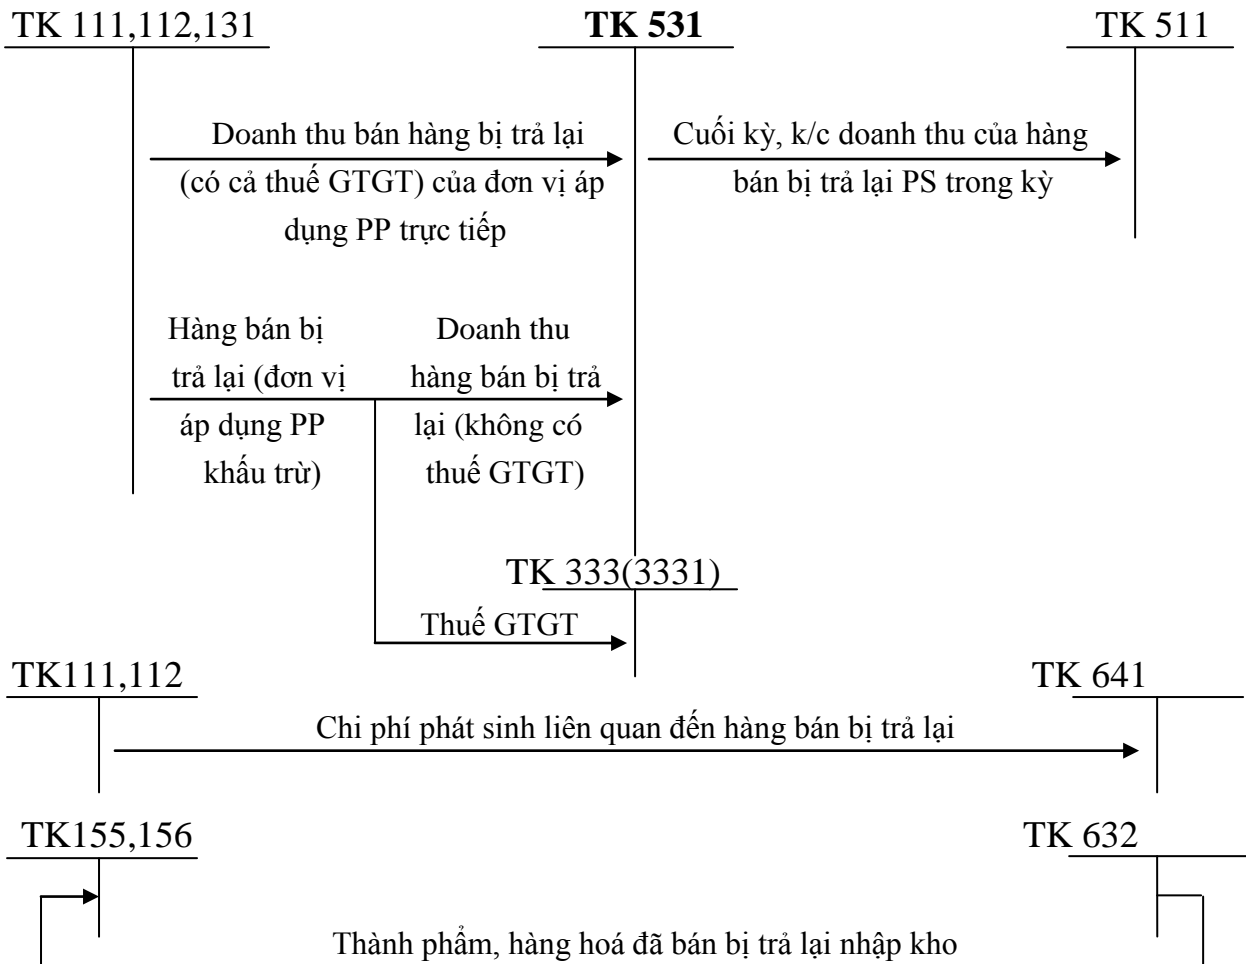 TK 111,112,131
TK 531
TK 511
Doanh thu bán hàng bị trả lại
(có cả thuế GTGT) của đơn vị áp
dụng PP trực tiếp
Cuối kỳ, k/c doanh thu của hàng
bán bị trả lại PS trong kỳ
Hàng bán bị
trả lại (đơn vị
áp dụng PP
khấu trừ)
Doanh thu
hàng bán bị trả
lại (không có
thuế GTGT)
TK 333(3331)
Thuế GTGT
TK111,112
TK 641
Chi phí phát sinh liên quan đến hàng bán bị trả lại
TK155,156
TK 632
Thành phẩm, hàng hoá đã bán bị trả lại nhập kho